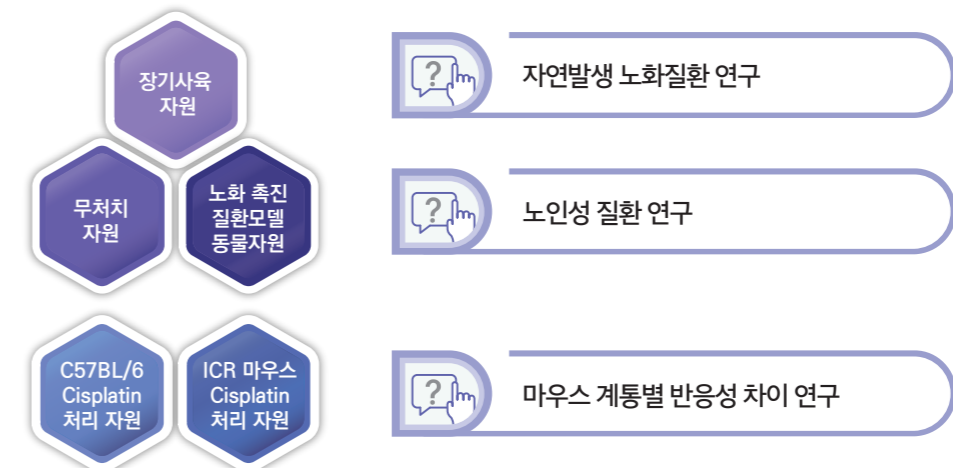 장기사육
자원
자연발생 노화질환 연구
무처치
자원
노화 촉진
질환모델
동물자원
노인성 질환 연구
C57BL/6
Cisplatin
처리 자원
ICR 마우스
Cisplatin
처리 자원
마우스 계통별 반응성 차이 연구